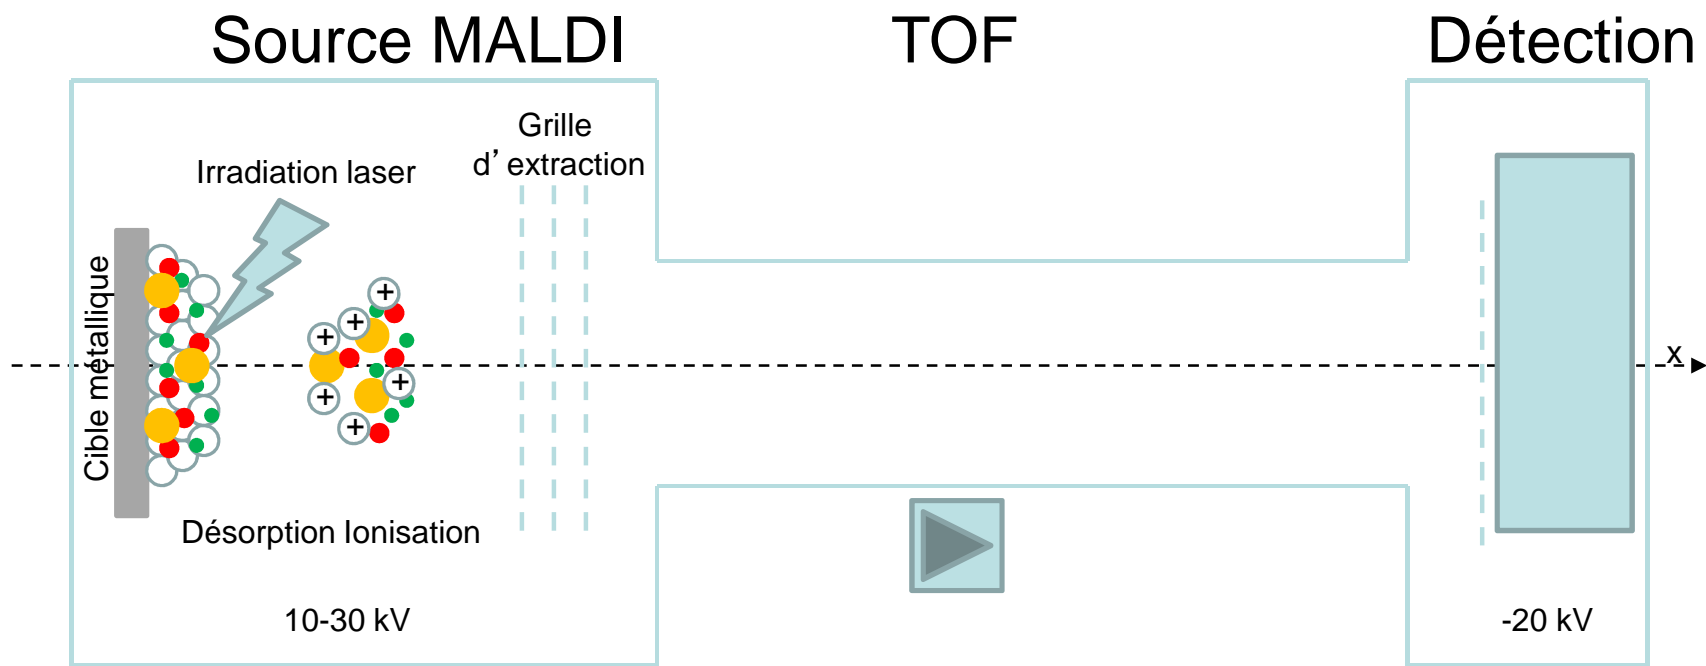 Source MALDI
TOF
Détection
Grille
d’ extraction
Irradiation laser
Cible métallique
+
+
+
+
+
+
x
Désorption Ionisation
10-30 kV
-20 kV